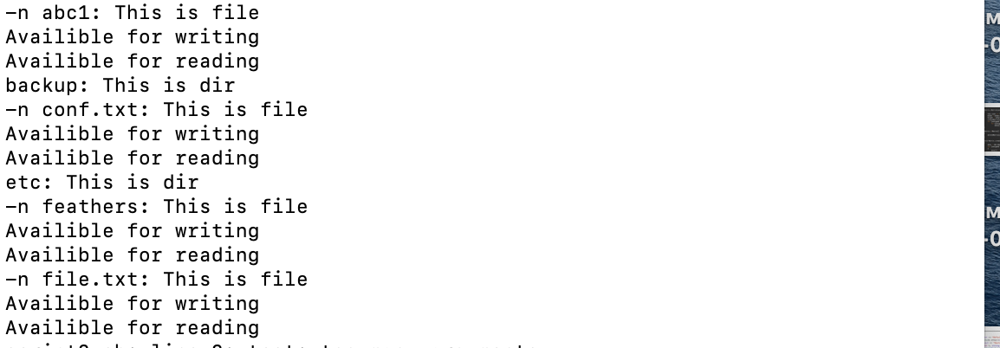 -n abc1: This is file
Availible for writing
Availible for reading
backup: This is dir
-n conf.txt: This is file
Availible for writing
Availible for reading
etc: This is dir
-n feathers: This is file
Availible for writing
Availible for reading
-n file.txt: This is file
Availible for writing
Availible for reading